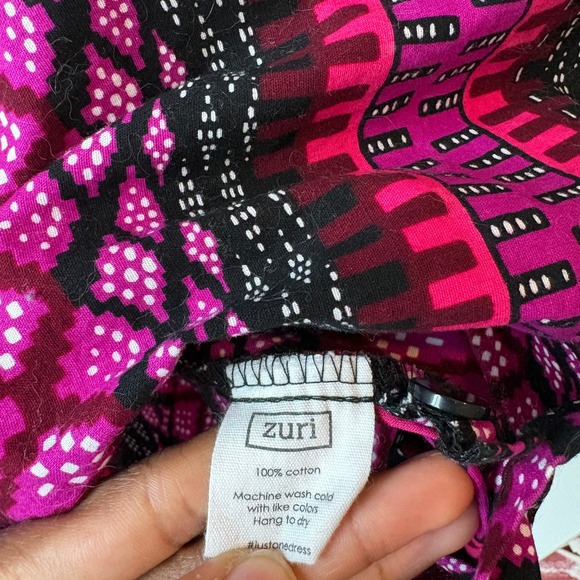 zuri
100% cotton
Machine wash cold
with like colors
Hang to dry
#justonedress